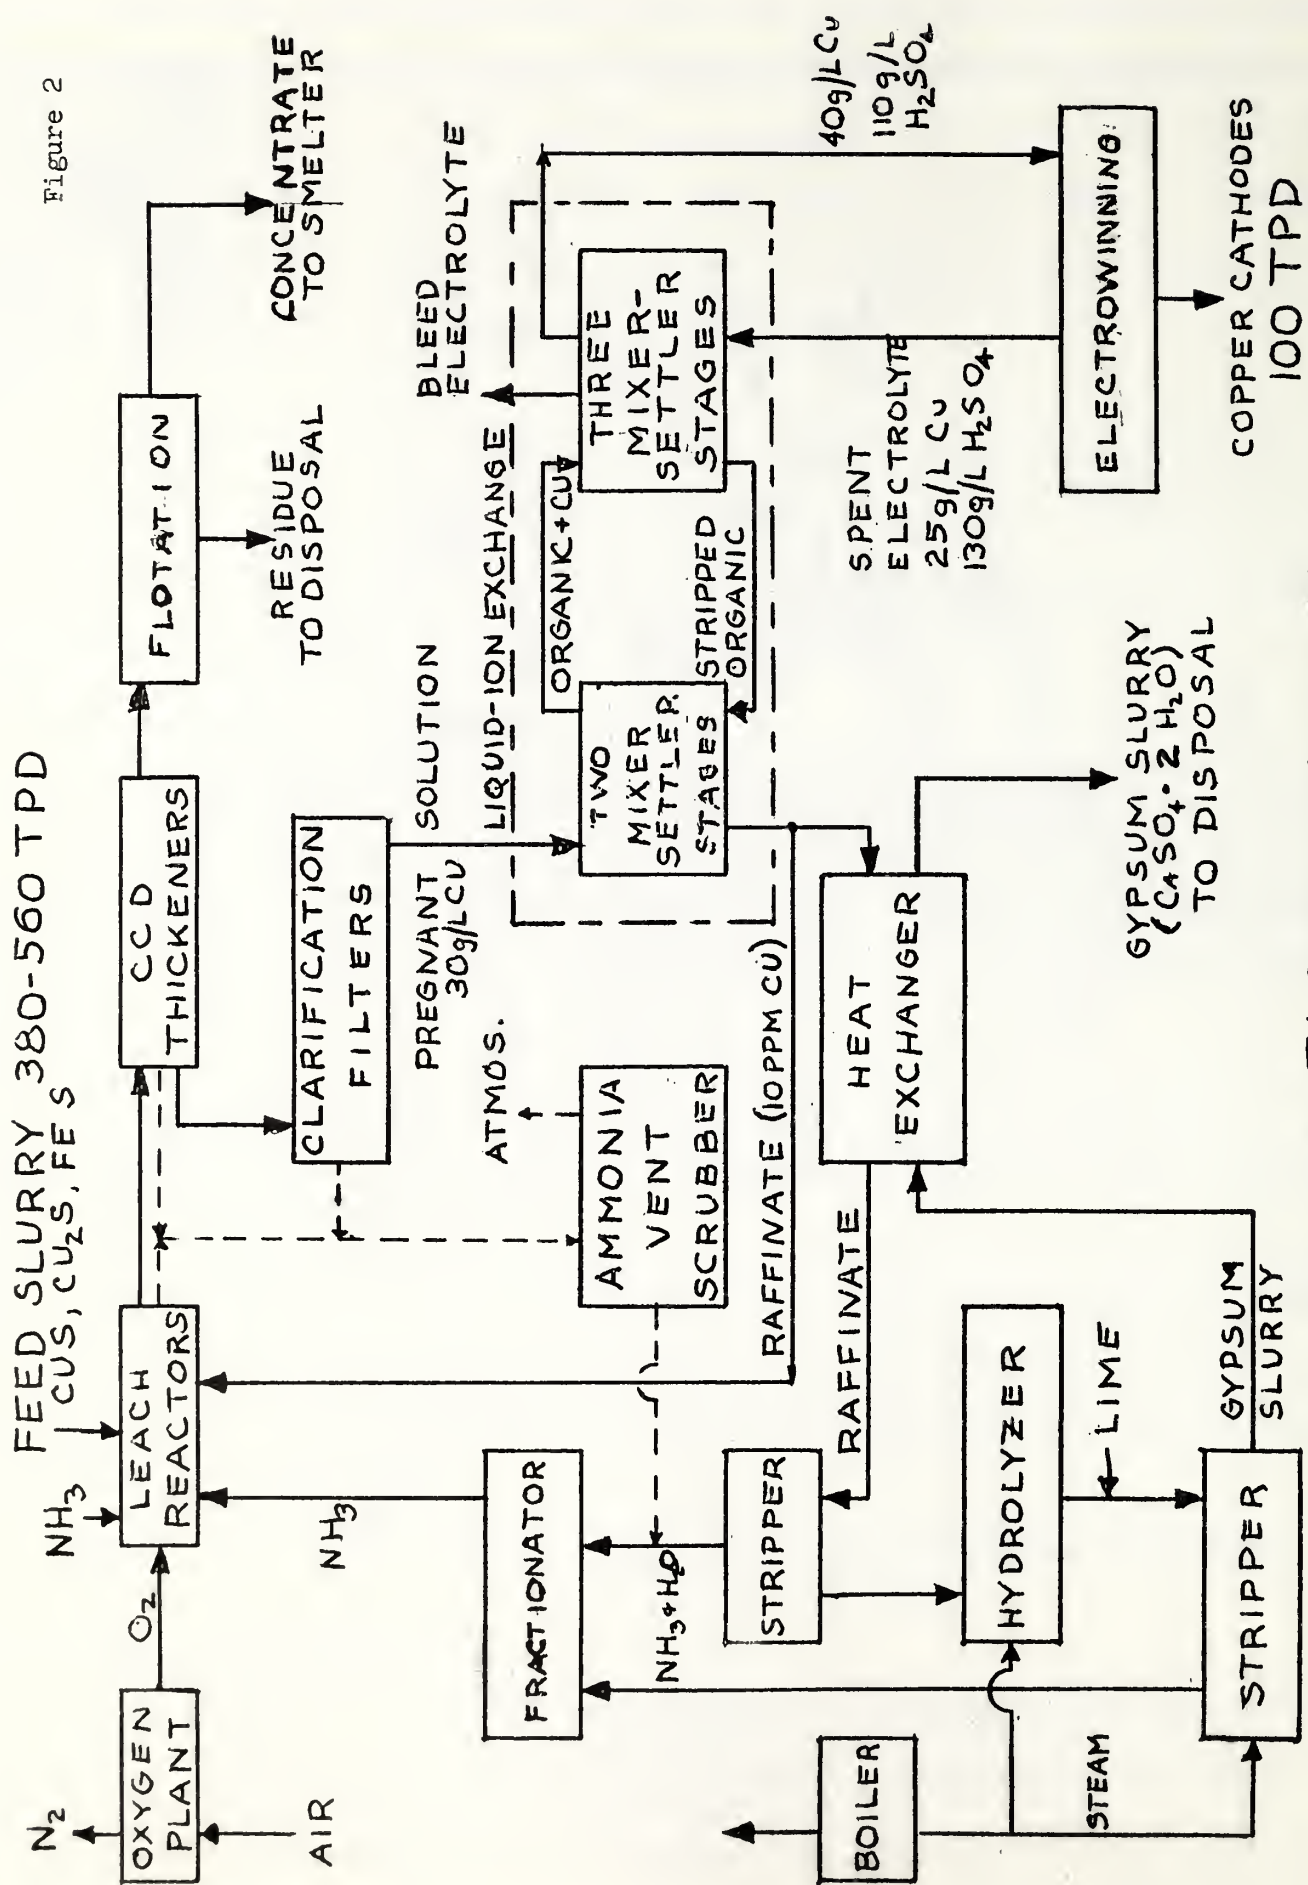 Figure 2
FEED SLURRY 380-560 TPD
CUS, CU2S, FE S
NH3
N2
OXYGEN
PLANT
AIR
O2
LEACH
REACTORS
CCD
THICKENERS
FLOTATION
CONCENTRATE
TO SMELTER
RESIDUE
TO DISPOSAL
CLARIFICATION
FILTERS
PREGNANT SOLUTION
30g/LCU
LIQUID-ION EXCHANGE
BLEED
ELECTROLYTE
ORGANIC+CU
TWO
MIXER
SETTLER
STAGES
THREE
MIXER-
SETTLER
STAGES
STRIPPED
ORGANIC
40g/LCU
110g/L
H2SO4
SPENT
ELECTROLYTE
25g/L CU
130g/L H2SO4
ELECTROWINNING
COPPER CATHODES
100 TPD
NH3
ATMOS.
AMMONIA
VENT
SCRUBBER
RAFFINATE (10PPM CU)
FRACTIONATOR
NH3+H2O
STRIPPER
RAFFINATE
HEAT
EXCHANGER
GYPSUM SLURRY
(CASO4·2 H2O)
TO DISPOSAL
HYDROLYZER
LIME
BOILER
STEAM
STRIPPER
GYPSUM
SLURRY